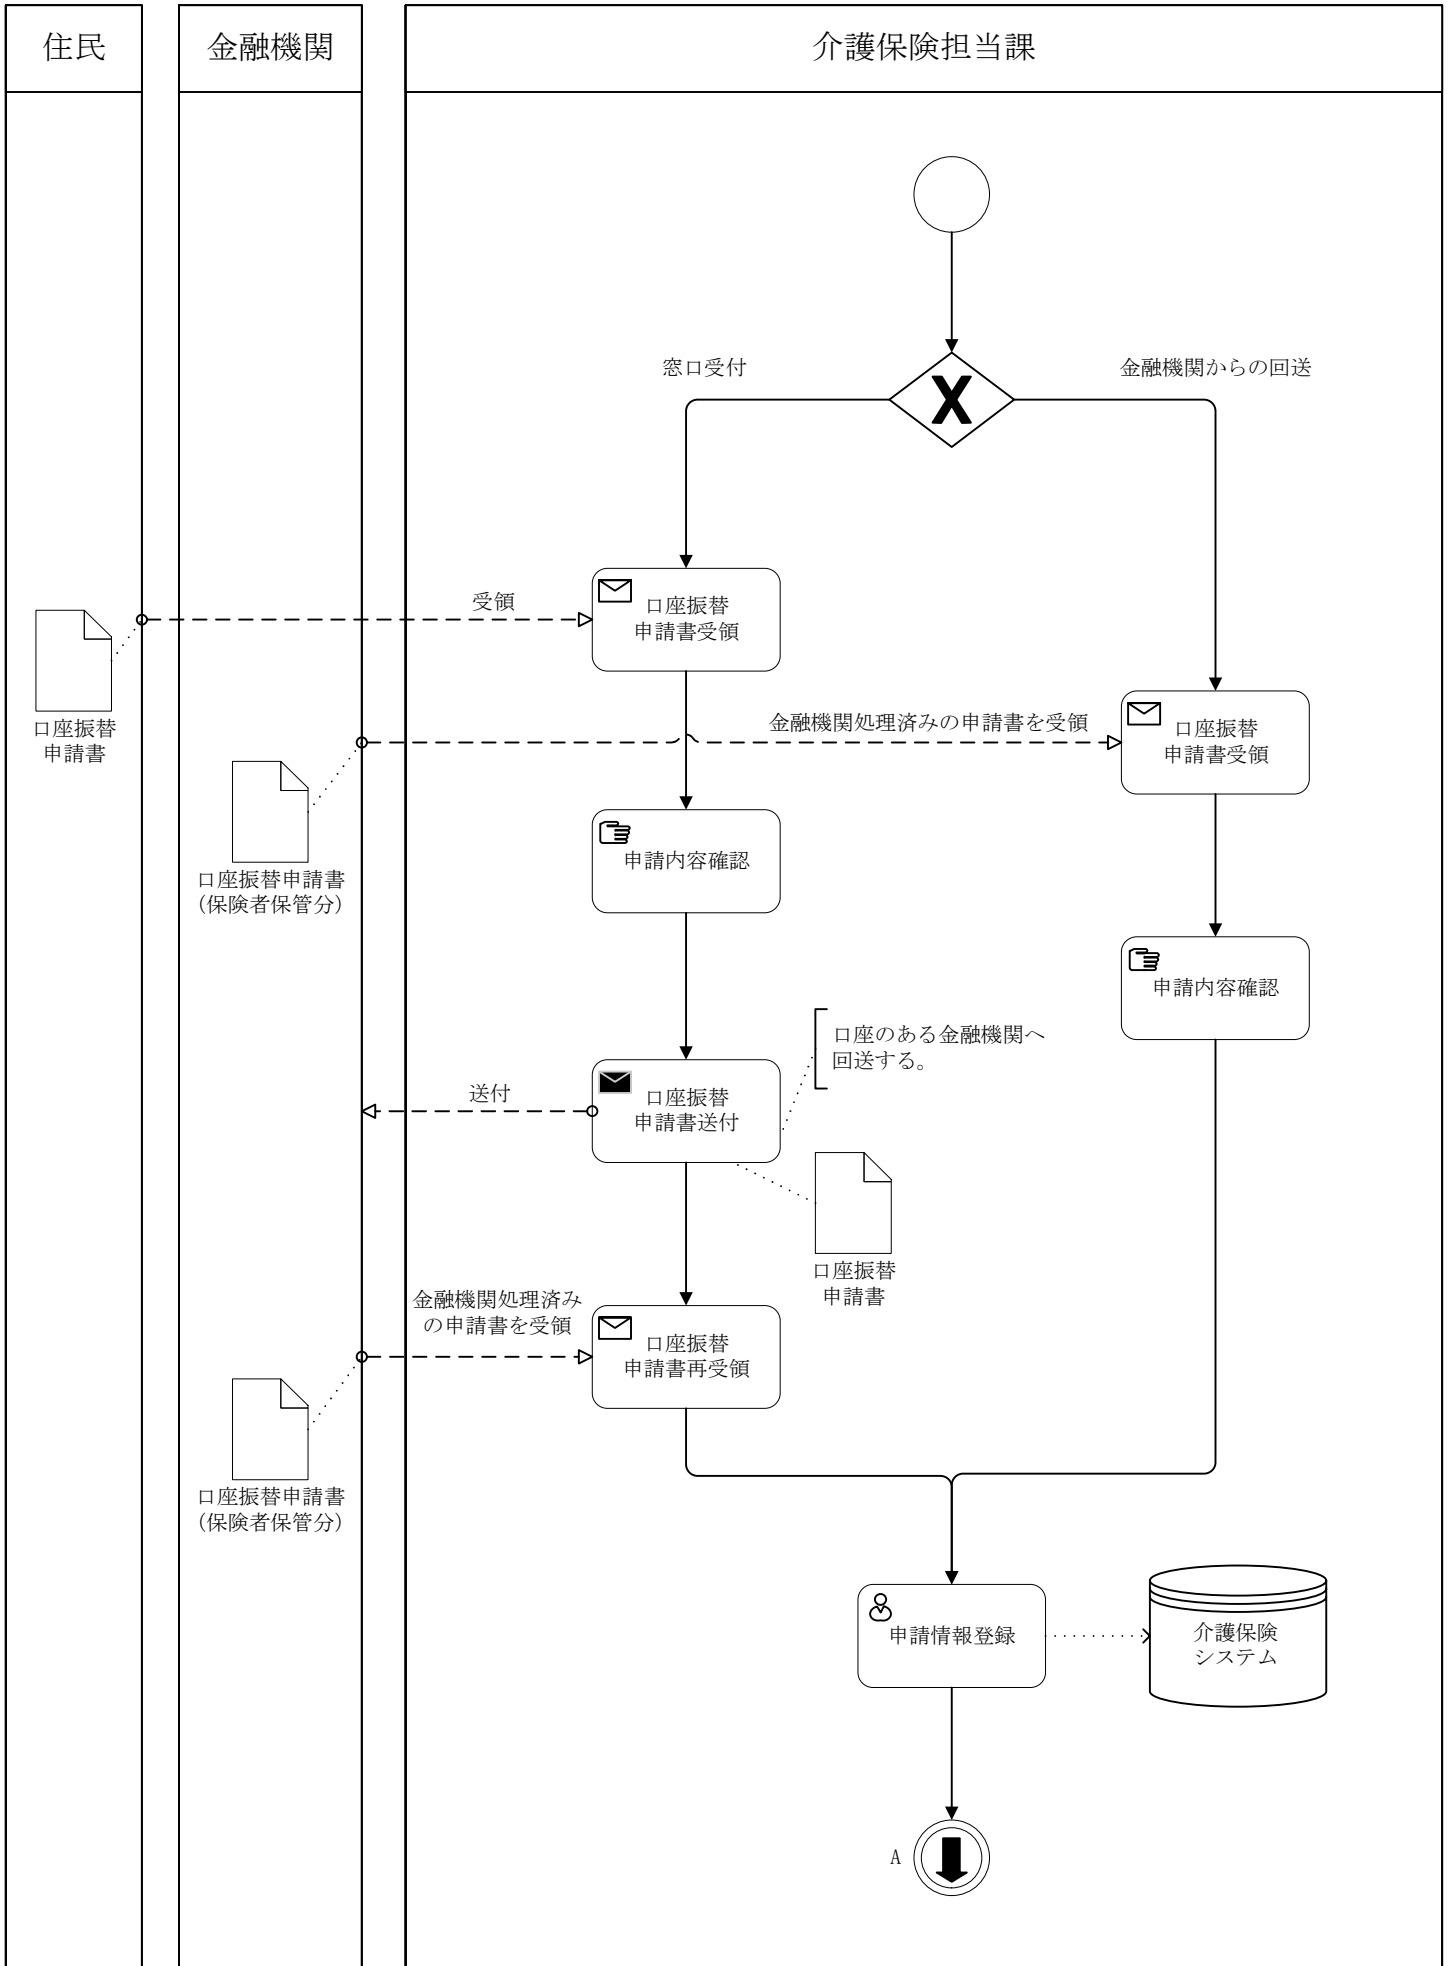 住民
金融機関
介護保険担当課
窓口受付
金融機関からの回送
受領
口座振替
申請書受領
口座振替
申請書
金融機関処理済みの申請書を受領
口座振替
申請書受領
口座振替申請書
(保険者保管分)
申請内容確認
申請内容確認
口座のある金融機関へ
回送する。
送付
口座振替
申請書送付
口座振替
申請書
金融機関処理済み
の申請書を受領
口座振替
申請書再受領
口座振替申請書
(保険者保管分)
申請情報登録
介護保険
システム
A